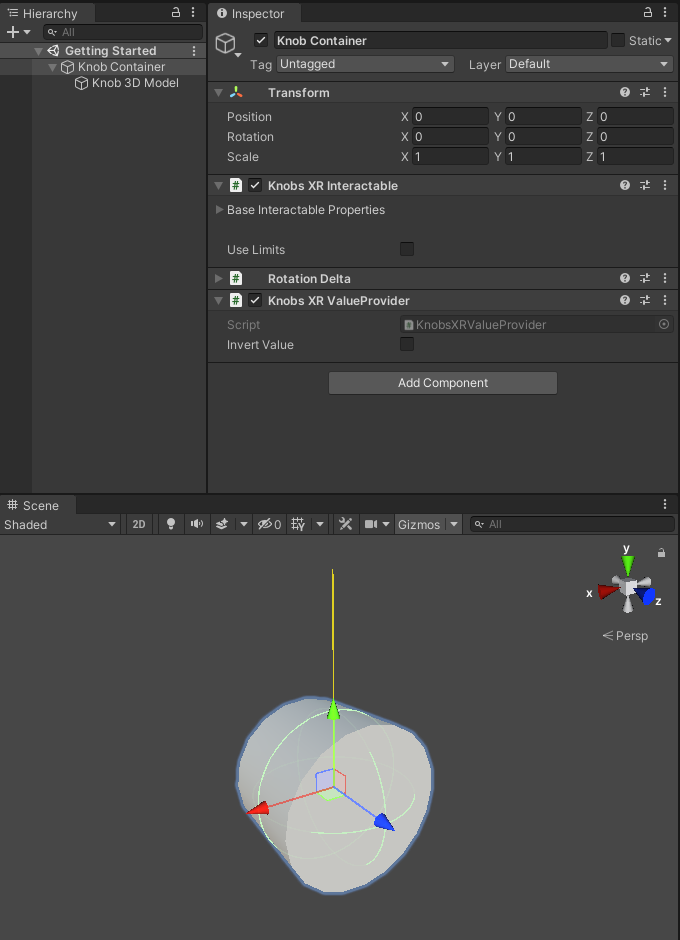 Hierarchy
All
Getting Started
Knob Container
Knob 3D Model
Inspector
Knob Container
Static
Tag Untagged Layer Default
Transform
Position X 0 Y 0 Z 0
Rotation X 0 Y 0 Z 0
Scale X 1 Y 1 Z 1
# Knobs XR Interactable
Base Interactable Properties
Use Limits
# Rotation Delta
# Knobs XR ValueProvider
Script KnobsXRValueProvider
Invert Value
Add Component
Scene
Shaded 2D 0 Gizmos All
y
x
z
Persp